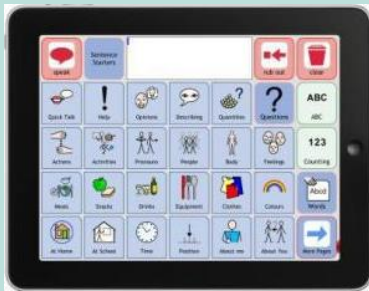 speak
Sentence Starters
rub out
clear
Quick Talk
Help
Opinions
Describing
Quantities
Questions
ABC
ABC
Actions
Activities
Pronouns
People
Body
Feelings
123
Counting
Meals
Snacks
Drinks
Equipment
Clothes
Colours
About
Words
At Home
At School
Time
Position
About me
About You
More Pages